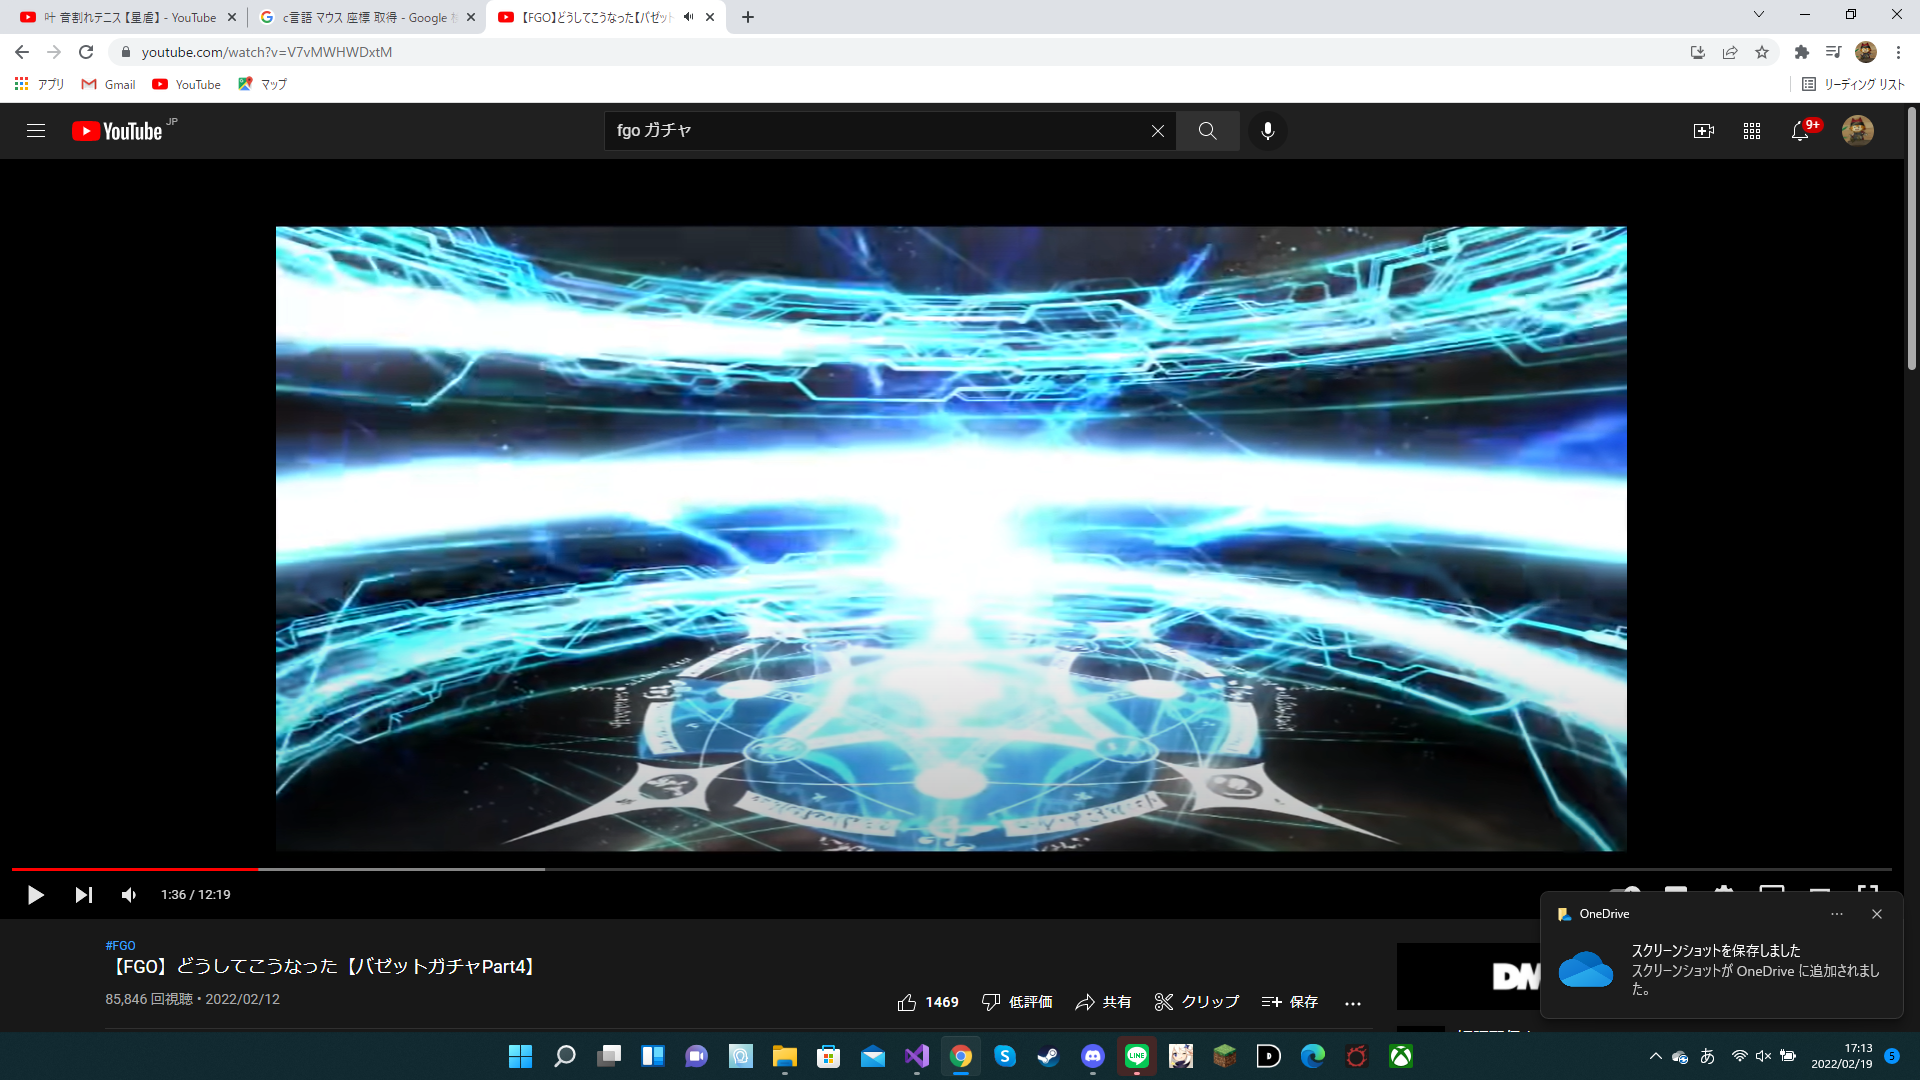 叶 音割れテニス【星虐】 - YouTube
c言語 マウス 座標 取得 - Google
【FGO】どうしてこうなった【バゼット
youtube.com/watch?v=V7vMWHWDxtM
アプリ
Gmail
YouTube
マップ
リーディング リスト
YouTube JP
fgo ガチャ
9+
1:36 / 12:19
#FGO
【FGO】どうしてこうなった【バゼットガチャPart4】
85,846 回視聴・2022/02/12
1469
低評価
共有
クリップ
保存
DM
OneDrive
スクリーンショットを保存しました
スクリーンショットが OneDrive に追加されまし
た。
LINE
あ
17:13
2022/02/19
5